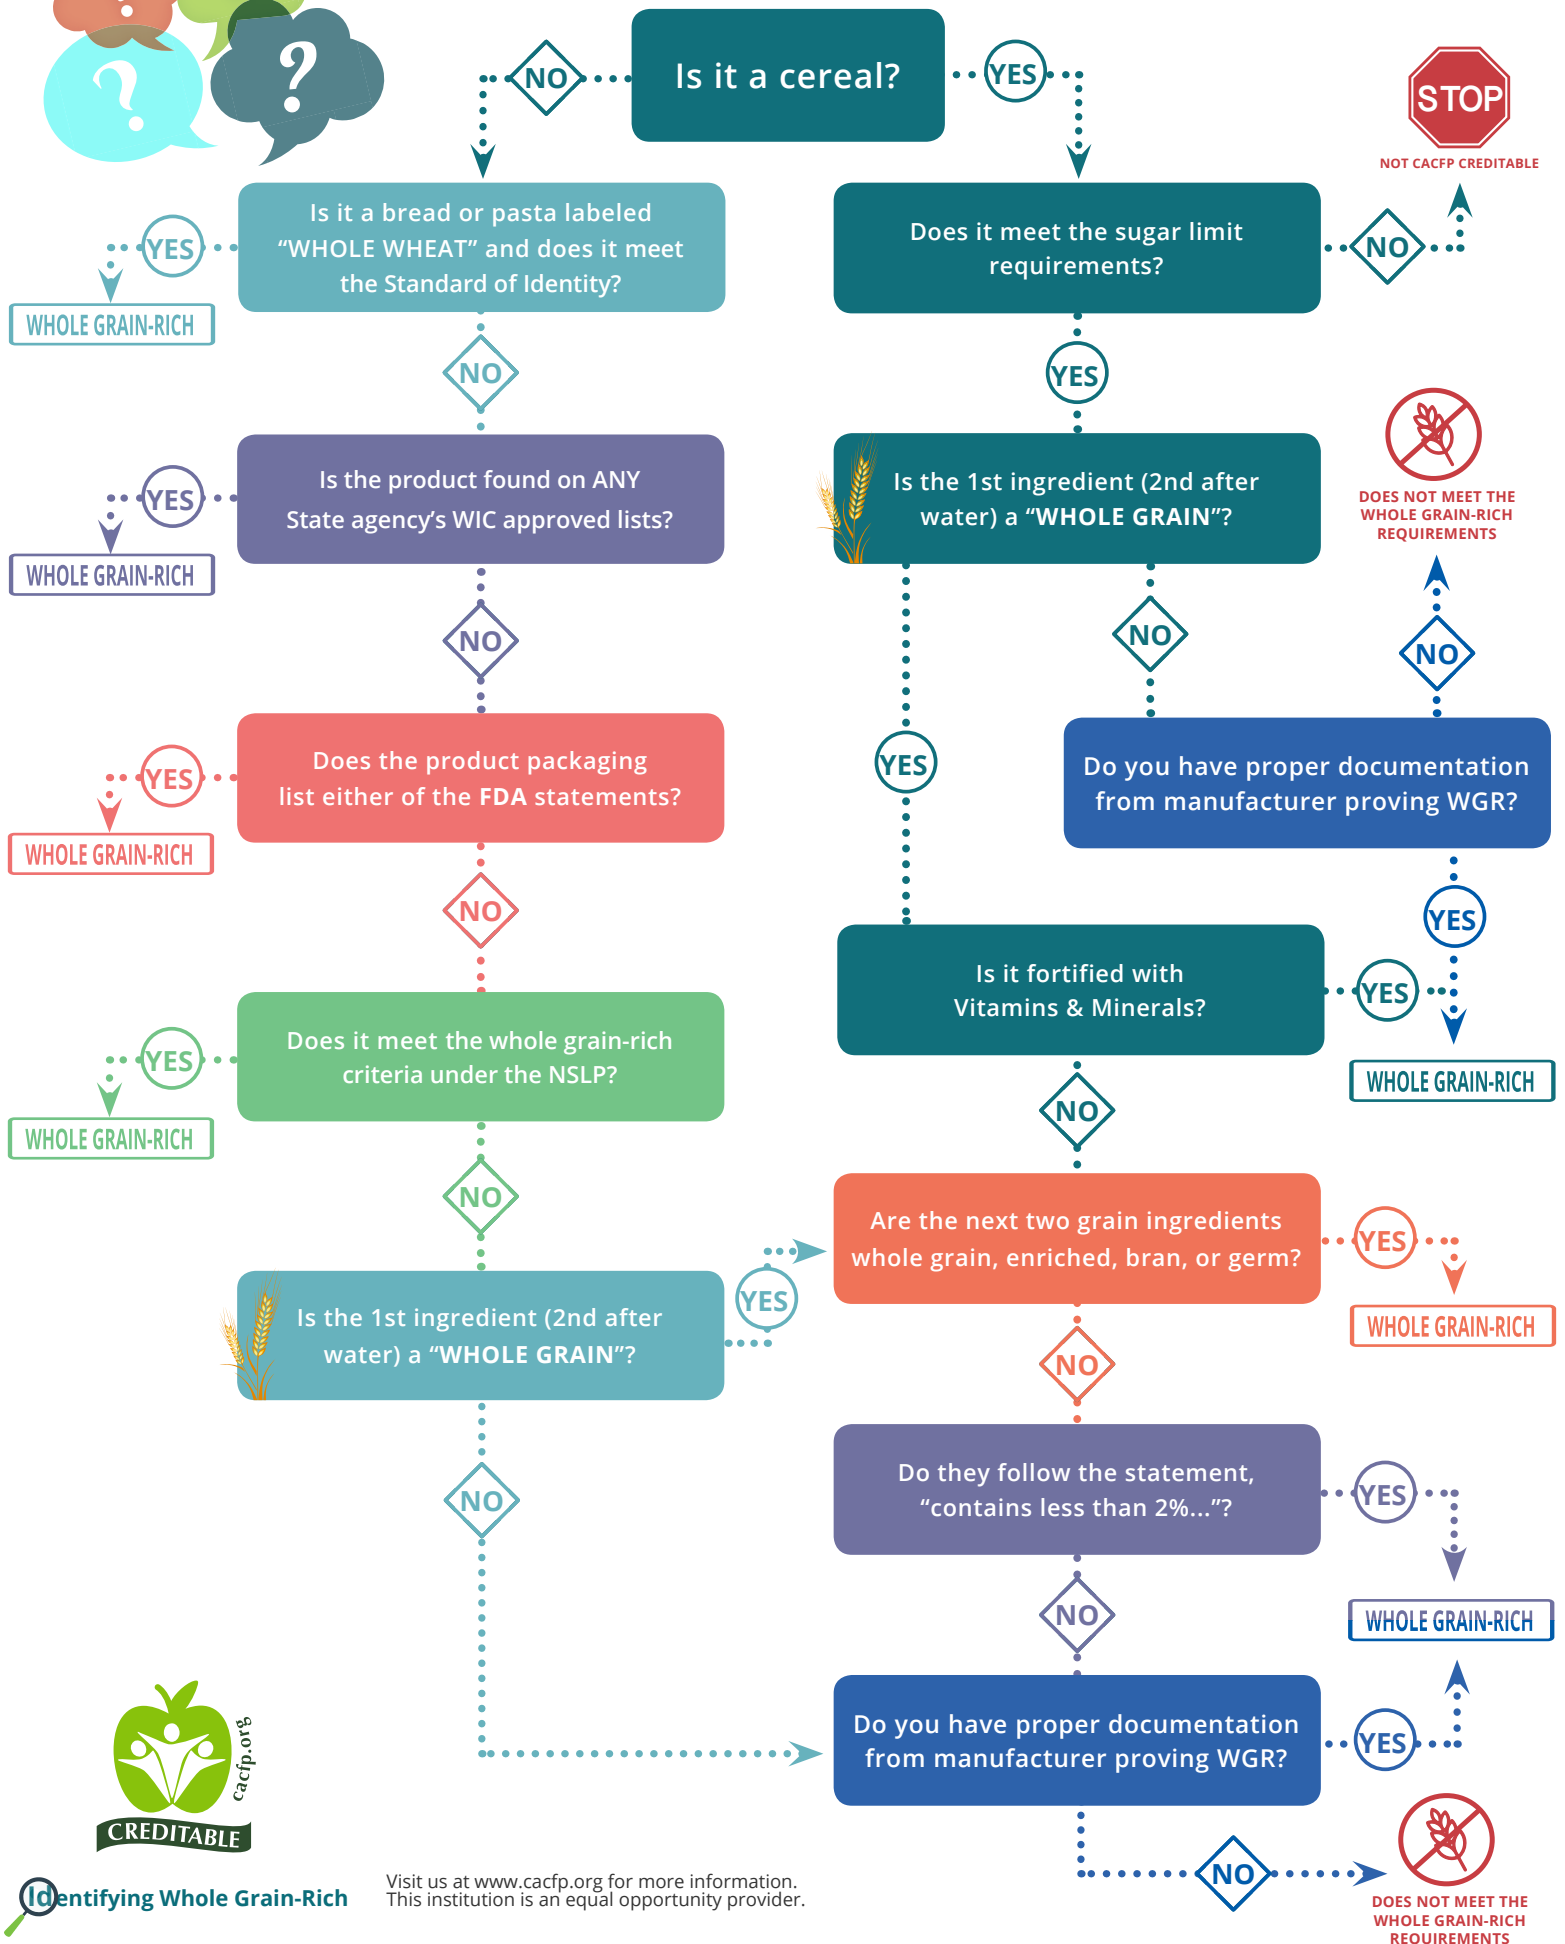 ?
?
?
Is it a cereal?
NO
YES
STOP
NOT CACFP CREDITABLE
Is it a bread or pasta labeled
“WHOLE WHEAT” and does it meet
the Standard of Identity?
YES
WHOLE GRAIN-RICH
NO
Does it meet the sugar limit
requirements?
NO
YES
Is the product found on ANY
State agency’s WIC approved lists?
YES
WHOLE GRAIN-RICH
NO
Is the 1st ingredient (2nd after
water) a “WHOLE GRAIN”?
YES
NO
DOES NOT MEET THE
WHOLE GRAIN-RICH
REQUIREMENTS
NO
Does the product packaging
list either of the FDA statements?
YES
WHOLE GRAIN-RICH
NO
Do you have proper documentation
from manufacturer proving WGR?
YES
Does it meet the whole grain-rich
criteria under the NSLP?
YES
WHOLE GRAIN-RICH
NO
Is it fortified with
Vitamins & Minerals?
YES
WHOLE GRAIN-RICH
NO
Is the 1st ingredient (2nd after
water) a “WHOLE GRAIN”?
YES
NO
Are the next two grain ingredients
whole grain, enriched, bran, or germ?
YES
WHOLE GRAIN-RICH
NO
Do they follow the statement,
“contains less than 2%...”?
YES
WHOLE GRAIN-RICH
NO
Do you have proper documentation
from manufacturer proving WGR?
YES
NO
DOES NOT MEET THE
WHOLE GRAIN-RICH
REQUIREMENTS
cacfp.org
CREDITABLE
Identifying Whole Grain-Rich
Visit us at www.cacfp.org for more information.
This institution is an equal opportunity provider.